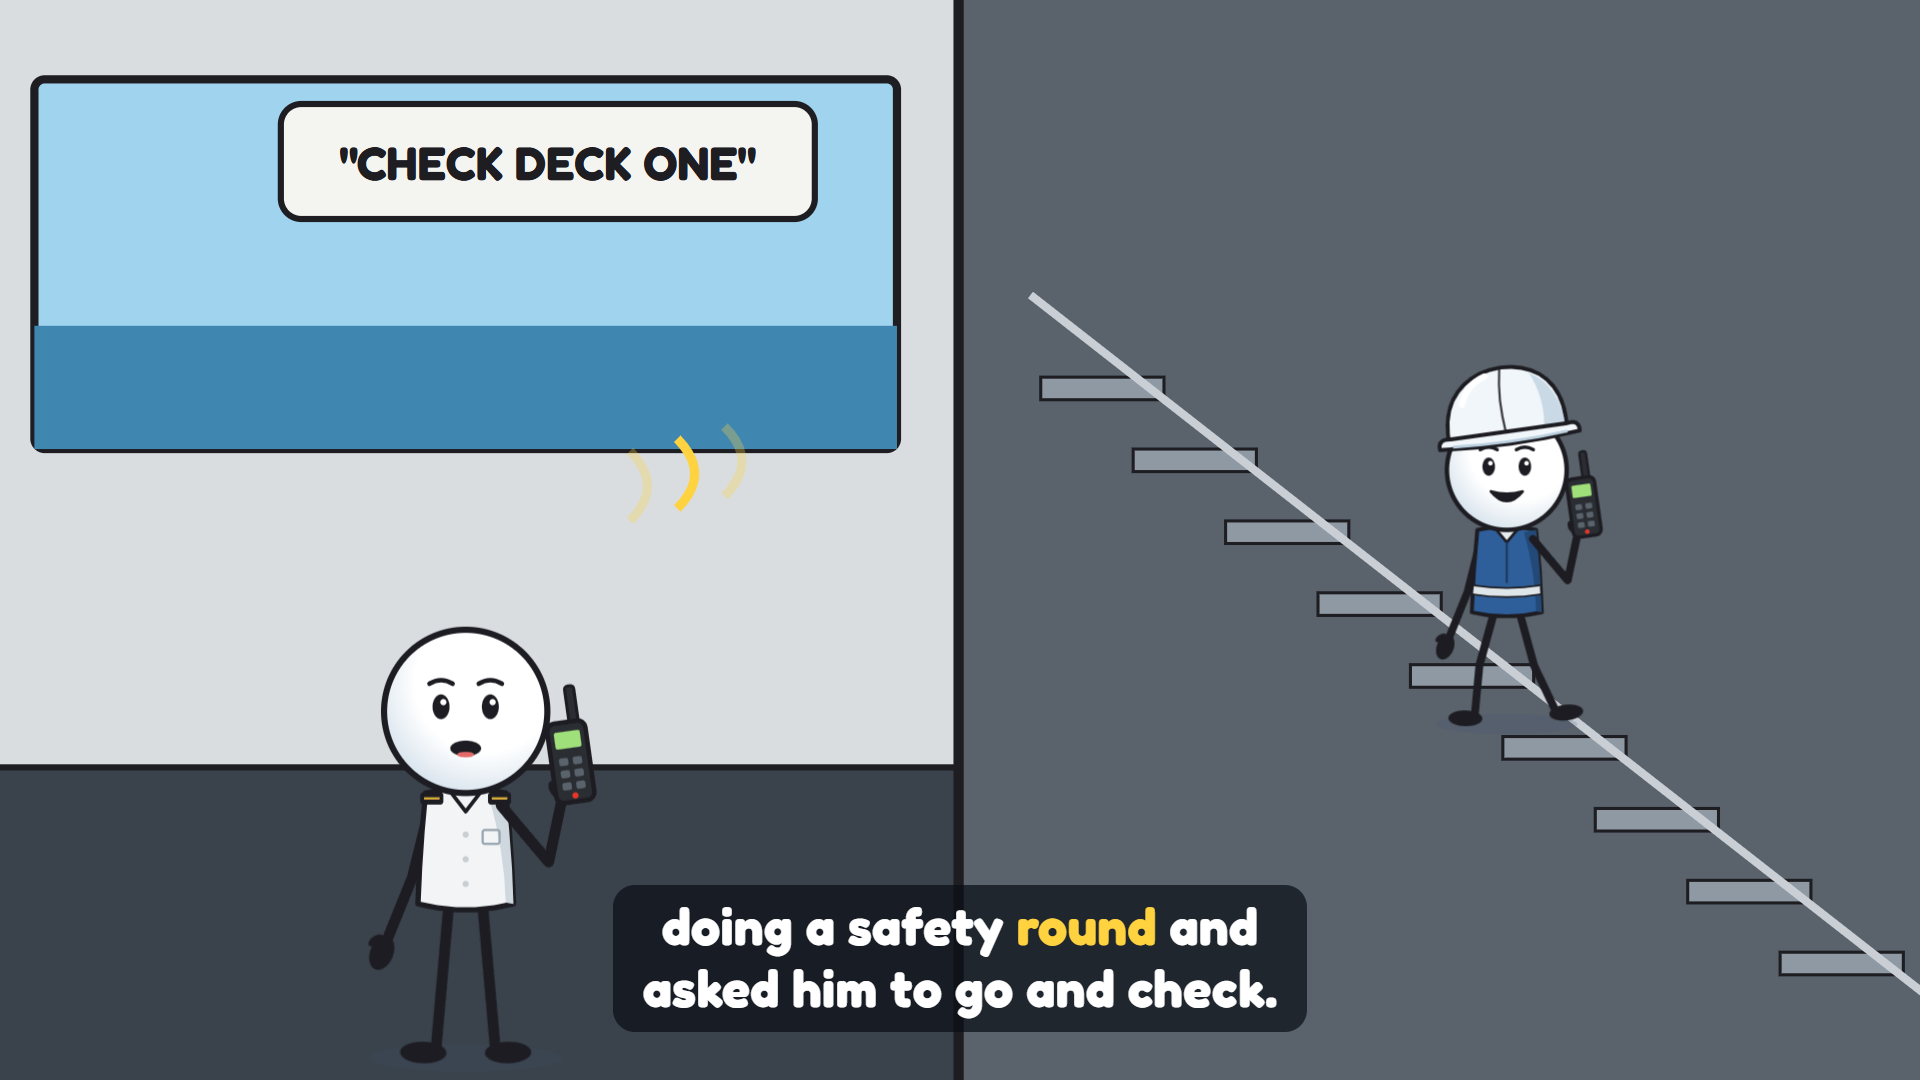 "CHECK DECK ONE"
doing a safety round and
asked him to go and check.